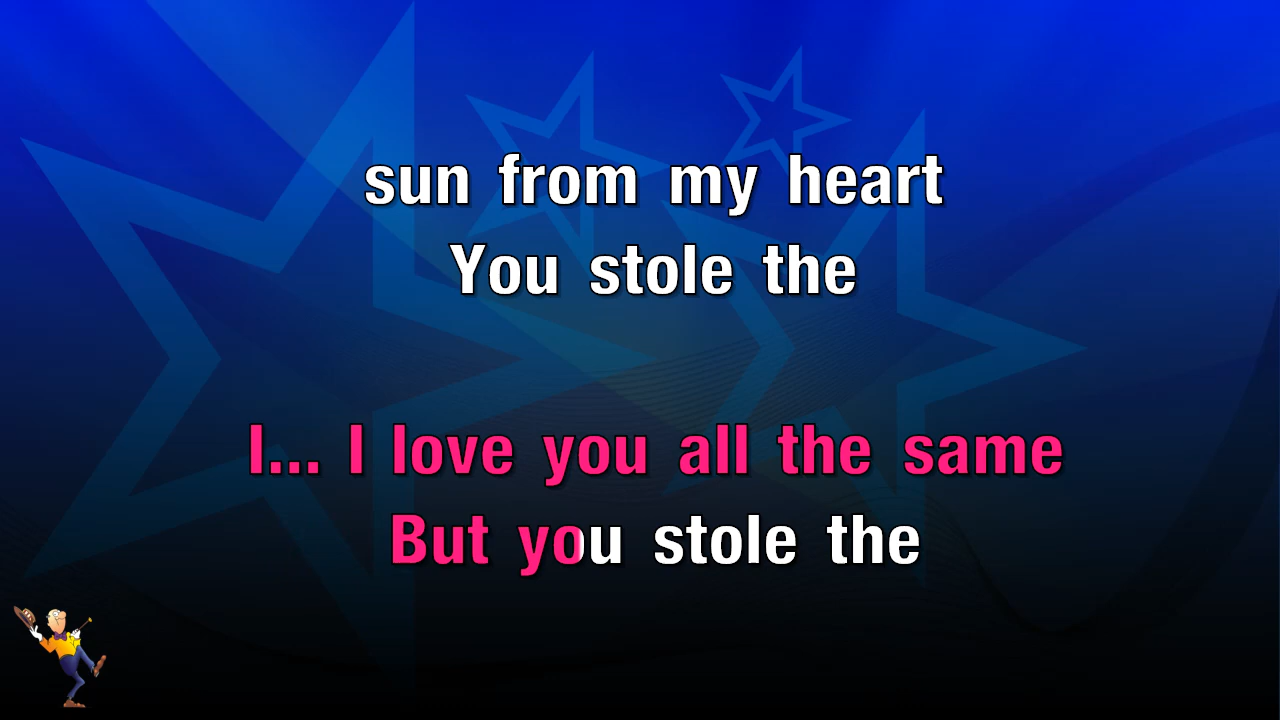 sun from my heart
You stole the
I... I love you all the same
But you stole the